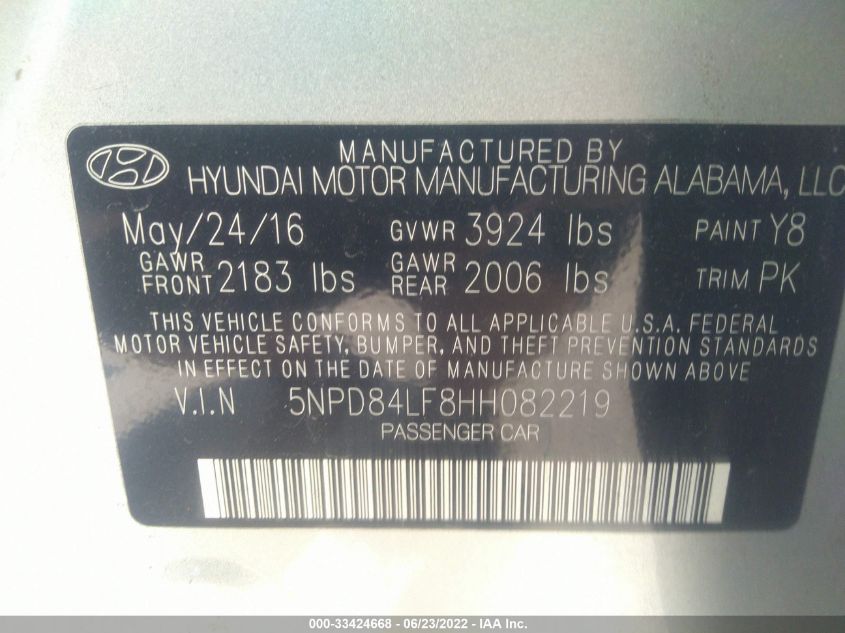 MANUFACTURED BY
HYUNDAI MOTOR MANUFACTURING ALABAMA, LLC
May/24/16 GVWR 3924 lbs PAINT Y8
GAWR FRONT 2183 lbs GAWR REAR 2006 lbs TRIM PK
THIS VEHICLE CONFORMS TO ALL APPLICABLE U.S.A. FEDERAL
MOTOR VEHICLE SAFETY, BUMPER, AND THEFT PREVENTION STANDARDS
IN EFFECT ON THE DATE OF MANUFACTURE SHOWN ABOVE
V.I.N 5NPD84LF8HH082219
PASSENGER CAR
000-33424668 - 06/23/2022 - IAA Inc.